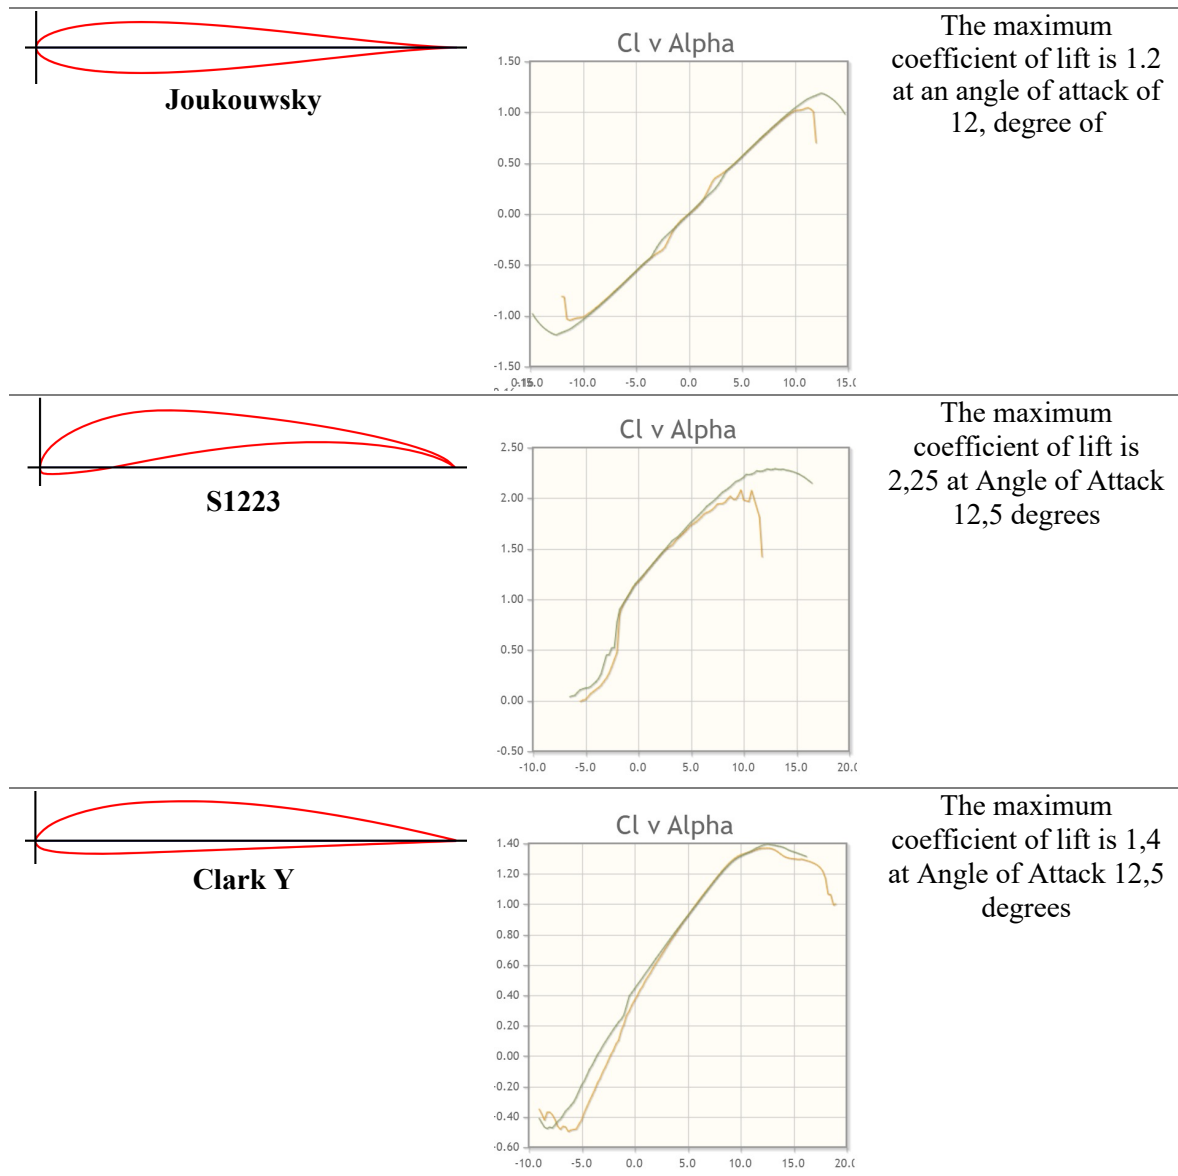 Joukouwsky
Cl v Alpha
1.50
1.00
0.50
0.00
-0.50
-1.00
-1.50
-10.0
-5.0
0.0
5.0
10.0
15.0
The maximum
coefficient of lift is 1.2
at an angle of attack of
12, degree of
S1223
Cl v Alpha
2.50
2.00
1.50
1.00
0.50
0.00
-0.50
-10.0
-5.0
0.0
5.0
10.0
15.0
20.0
The maximum
coefficient of lift is
2,25 at Angle of Attack
12,5 degrees
Clark Y
Cl v Alpha
1.40
1.20
1.00
0.80
0.60
0.40
0.20
0.00
-0.20
-0.40
-0.60
-10.0
-5.0
0.0
5.0
10.0
15.0
20.0
The maximum
coefficient of lift is 1,4
at Angle of Attack 12,5
degrees